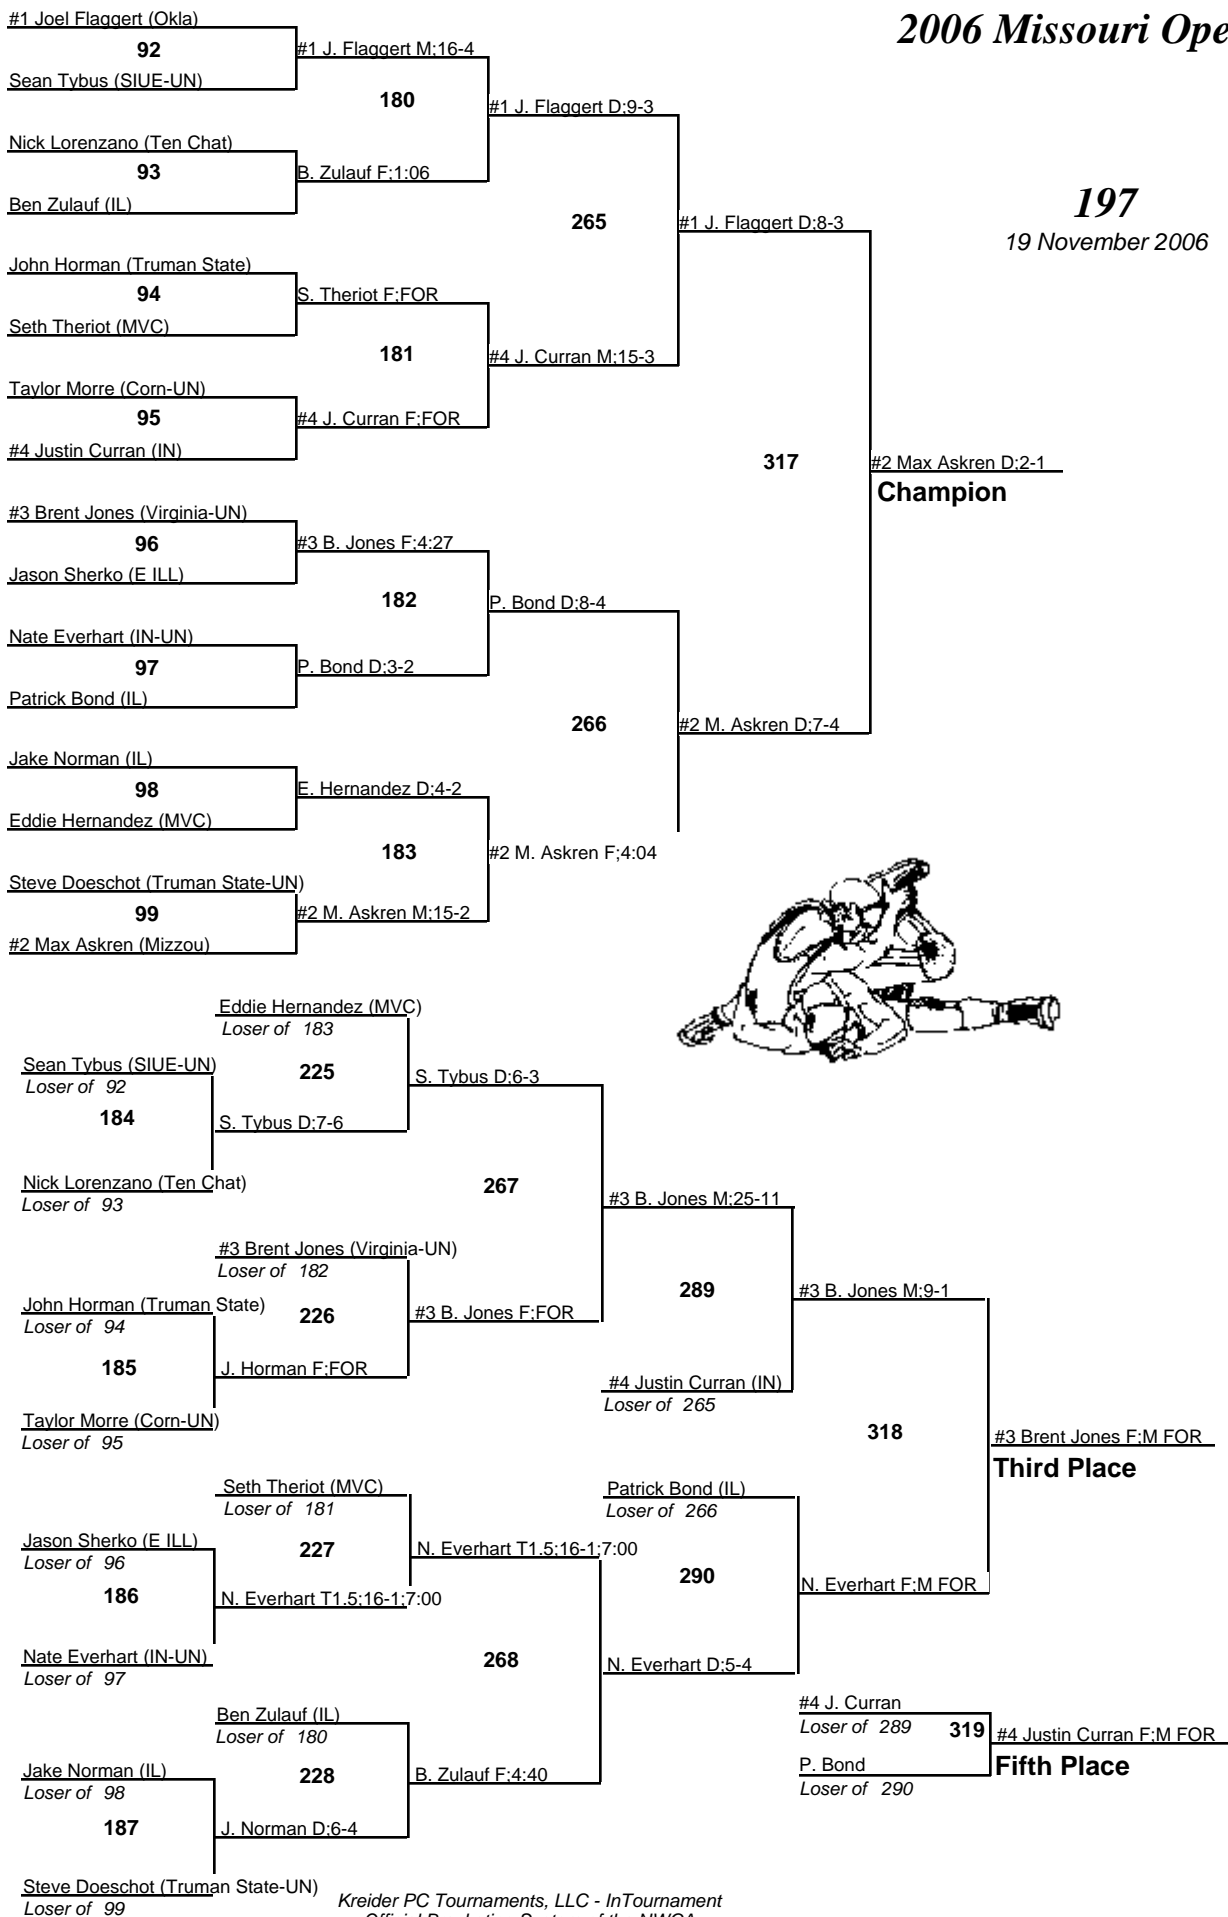 2006 Missouri Ope
197
19 November 2006
#1 Joel Flaggert (Okla)
92
Sean Tybus (SIUE-UN)
#1 J. Flaggert M;16-4
180
Nick Lorenzano (Ten Chat)
93
Ben Zulauf (IL)
B. Zulauf F;1:06
#1 J. Flaggert D;9-3
265
John Horman (Truman State)
94
Seth Theriot (MVC)
S. Theriot F;FOR
181
Taylor Morre (Corn-UN)
95
#4 Justin Curran (IN)
#4 J. Curran F;FOR
#4 J. Curran M;15-3
#1 J. Flaggert D;8-3
317
#3 Brent Jones (Virginia-UN)
96
Jason Sherko (E ILL)
#3 B. Jones F;4:27
182
Nate Everhart (IN-UN)
97
Patrick Bond (IL)
P. Bond D;3-2
P. Bond D;8-4
266
Jake Norman (IL)
98
Eddie Hernandez (MVC)
E. Hernandez D;4-2
183
Steve Doeschot (Truman State-UN)
99
#2 Max Askren (Mizzou)
#2 M. Askren M;15-2
#2 M. Askren F;4:04
#2 M. Askren D;7-4
#2 Max Askren D;2-1
Champion
Eddie Hernandez (MVC)
Loser of 183
225
Sean Tybus (SIUE-UN)
Loser of 92
184
Nick Lorenzano (Ten Chat)
Loser of 93
S. Tybus D;7-6
S. Tybus D;6-3
267
#3 Brent Jones (Virginia-UN)
Loser of 182
226
John Horman (Truman State)
Loser of 94
185
Taylor Morre (Corn-UN)
Loser of 95
J. Horman F;FOR
#3 B. Jones F;FOR
#3 B. Jones M;25-11
289
#4 Justin Curran (IN)
Loser of 265
#3 B. Jones M;9-1
318
Seth Theriot (MVC)
Loser of 181
227
Jason Sherko (E ILL)
Loser of 96
186
Nate Everhart (IN-UN)
Loser of 97
N. Everhart T1.5;16-1;7:00
N. Everhart T1.5;16-1;7:00
268
Ben Zulauf (IL)
Loser of 180
228
Jake Norman (IL)
Loser of 98
187
Steve Doeschot (Truman State-UN)
Loser of 99
J. Norman D;6-4
B. Zulauf F;4:40
Patrick Bond (IL)
Loser of 266
290
N. Everhart D;5-4
N. Everhart F;M FOR
#3 Brent Jones F;M FOR
Third Place
#4 J. Curran
Loser of 289
319
P. Bond
Loser of 290
#4 Justin Curran F;M FOR
Fifth Place
Kreider PC Tournaments, LLC - InTournament